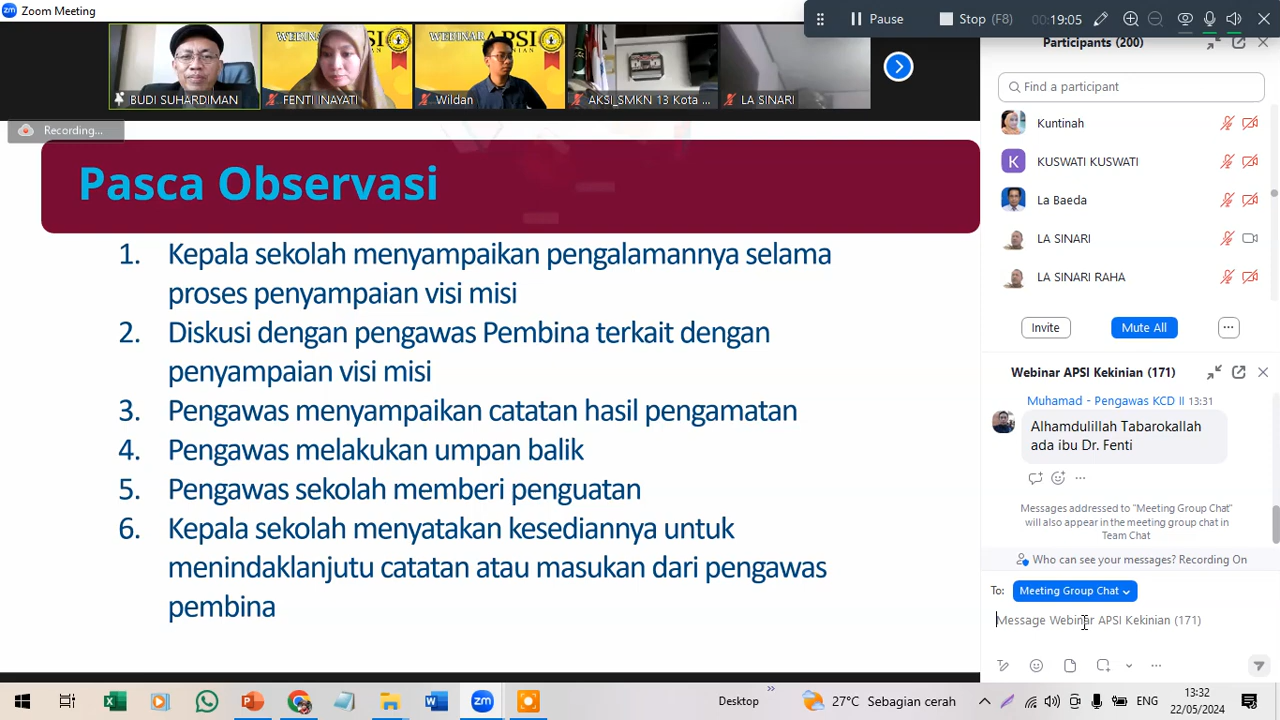 Zoom Meeting
Pause
Stop (F8)
00:19:05
BUDI SUHARDIMAN
FENTI INAYATI
Wildan
AKSI_SMKN 13 Kota ...
LA SINARI
Recording...
Pasca Observasi
1. Kepala sekolah menyampaikan pengalamannya selama
proses penyampaian visi misi
2. Diskusi dengan pengawas Pembina terkait dengan
penyampaian visi misi
3. Pengawas menyampaikan catatan hasil pengamatan
4. Pengawas melakukan umpan balik
5. Pengawas sekolah memberi penguatan
6. Kepala sekolah menyatakan kesediannya untuk
menindaklanjutu catatan atau masukan dari pengawas
pembina
Participants (200)
Find a participant
Kuntinah
K KUSWATI KUSWATI
La Baeda
LA SINARI
LA SINARI RAHA
Invite
Mute All
Webinar APSI Kekinian (171)
Muhamad - Pengawas KCD II 13:31
Alhamdulillah Tabarokallah
ada ibu Dr. Fenti
Messages addressed to "Meeting Group Chat"
will also appear in the meeting group chat in
Team Chat
Who can see your messages? Recording On
To: Meeting Group Chat
Message Webinar APSI Kekinian (171)
Desktop
27°C Sebagian cerah
ENG
13:32
22/05/2024